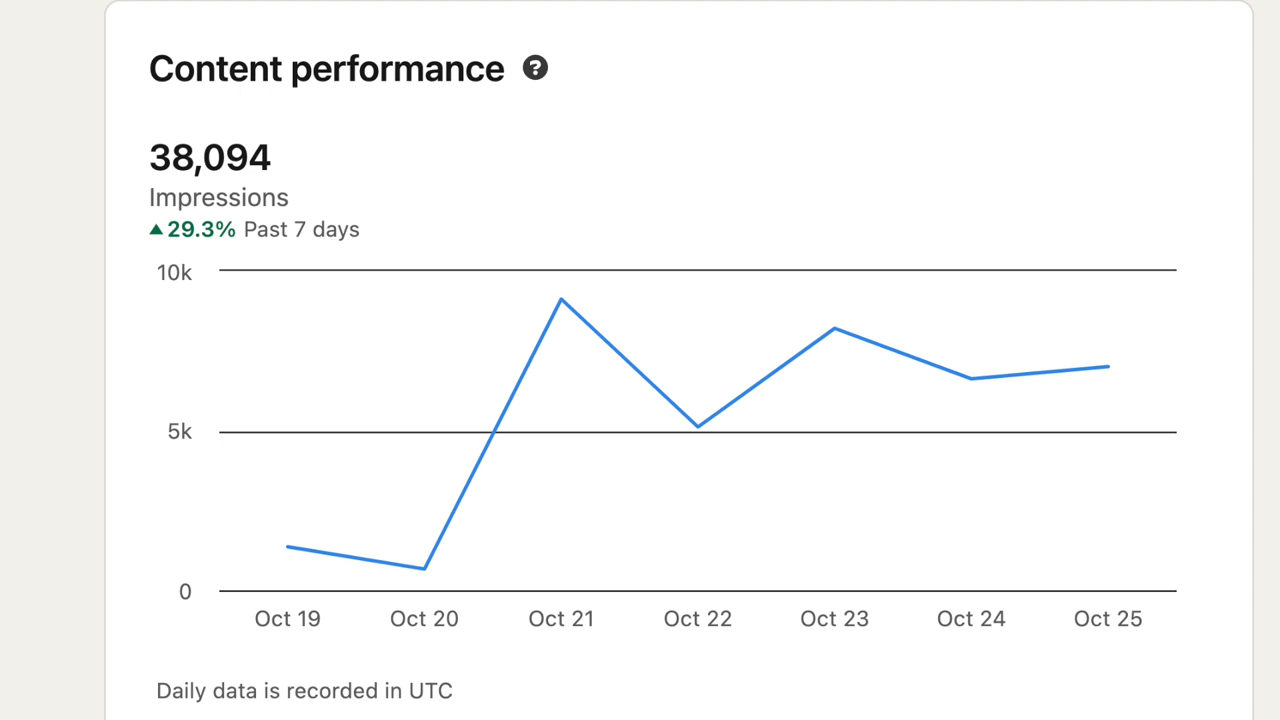 Content performance ?
38,094
Impressions
▲29.3% Past 7 days
10k
5k
0
Oct 19 Oct 20 Oct 21 Oct 22 Oct 23 Oct 24 Oct 25
Daily data is recorded in UTC